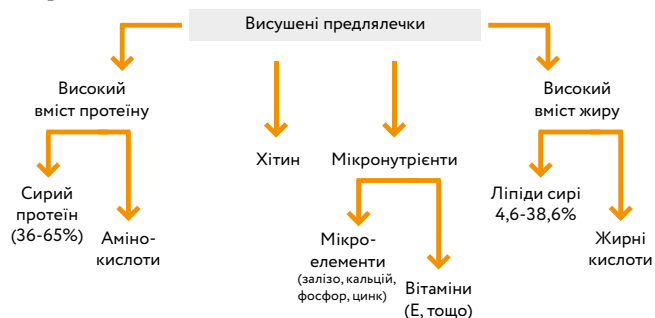 Висушені предлялечки
Високий
вміст протеїну
Високий
вміст жиру
Хітин
Мікронутрієнти
Сирий
протеїн
(36-65%)
Аміно-
кислоти
Мікро-
елементи
(залізо, кальцій,
фосфор, цинк)
Вітаміни
(Е, тощо)
Ліпіди сирі
4,6-38,6%
Жирні
кислоти